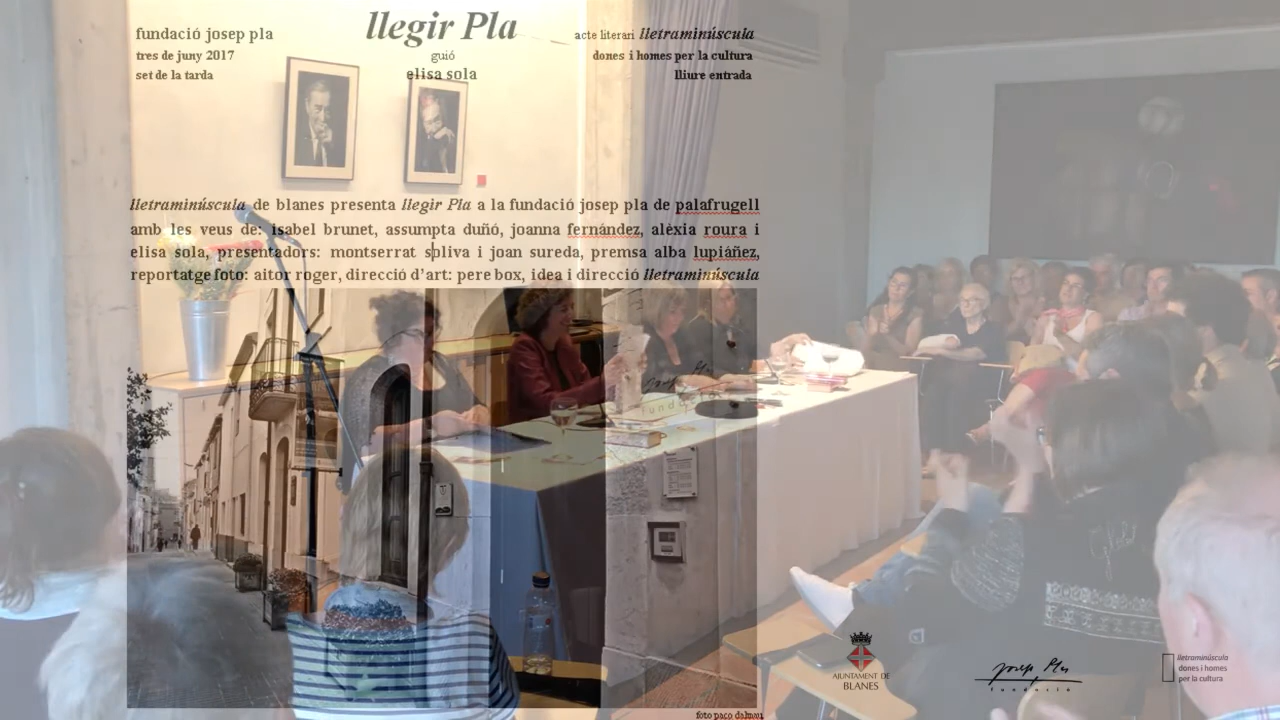 fundació josep pla
tres de juny 2017
set de la tarda
llegir Pla
guió
elisa sola
acte literari lletraminúscula
dones i homes per la cultura
lliure entrada
lletraminúscula de blanes presenta llegir Pla a la fundació josep pla de palafrugell
amb les veus de: isabel brunet, assumpta duñó, joanna fernández, alèxia roura i
elisa sola, presentadors: montserrat soliva i joan sureda, premsa alba lupiáñez,
reportatge foto: aitor roger, direcció d'art: pere box, idea i direcció lletraminúscula
fundació
AJUNTAMENT DE
BLANES
josep Pla
fundació
lletraminúscula
dones i homes
per la cultura
foto paco dalmau